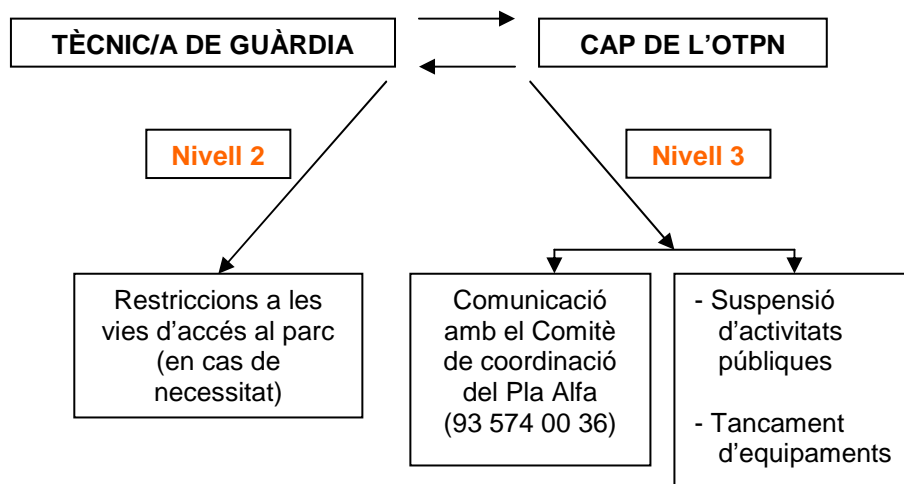 TÈCNIC/A DE GUÀRDIA
CAP DE L'OTPN
Nivell 2
Nivell 3
Restriccions a les
vies d'accés al parc
(en cas de
necessitat)
Comunicació
amb el Comitè
de coordinació
del Pla Alfa
(93 574 00 36)
- Suspensió
d'activitats
públiques
- Tancament
d'equipaments